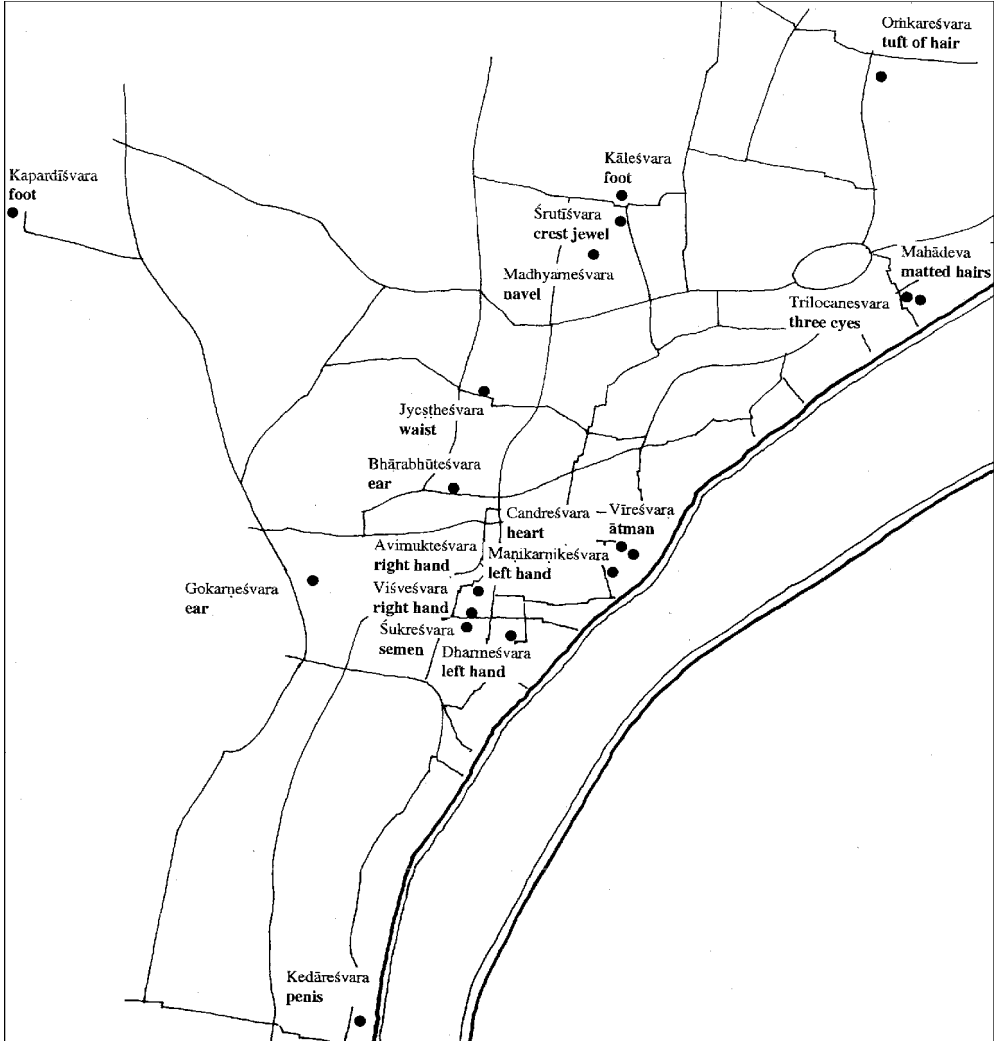 Oṃkareśvara
tuft of hair
Kapardīśvara
foot
Kāleśvara
foot
Śrutīśvara
crest jewel
Madhyameśvara
navel
Mahādeva
matted hairs
Trilocanesvara
three eyes
Jyeṣṭheśvara
waist
Bhārabhūteśvara
ear
Candreśvara
heart
Vīreśvara
ātman
Avimukteśvara
right hand
Maṇikarṇikeśvara
left hand
Gokarṇeśvara
ear
Viśveśvara
right hand
Śukreśvara
semen
Dharmeśvara
left hand
Kedāreśvara
penis